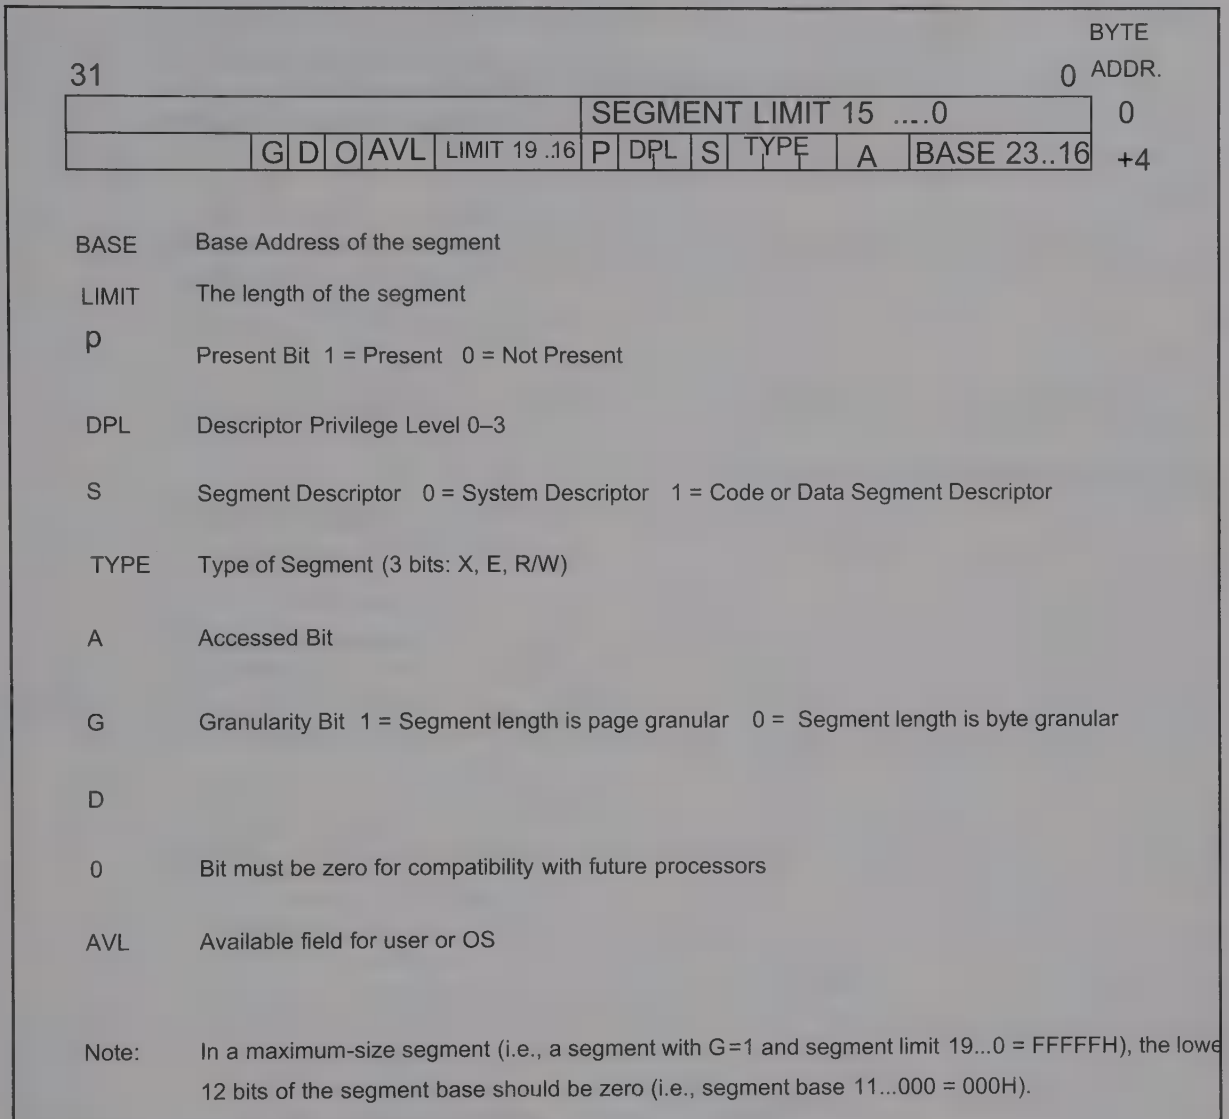 BYTE
31 0 ADDR.
SEGMENT LIMIT 15 ....0 0
G D O AVL LIMIT 19 ..16 P DPL S TYPE A BASE 23..16 +4
BASE Base Address of the segment
LIMIT The length of the segment
p
Present Bit 1 = Present 0 = Not Present
DPL Descriptor Privilege Level 0–3
S Segment Descriptor 0 = System Descriptor 1 = Code or Data Segment Descriptor
TYPE Type of Segment (3 bits: X, E, R/W)
A Accessed Bit
G Granularity Bit 1 = Segment length is page granular 0 = Segment length is byte granular
D
0 Bit must be zero for compatibility with future processors
AVL Available field for user or OS
Note: In a maximum-size segment (i.e., a segment with G=1 and segment limit 19...0 = FFFFFH), the lowe
12 bits of the segment base should be zero (i.e., segment base 11...000 = 000H).